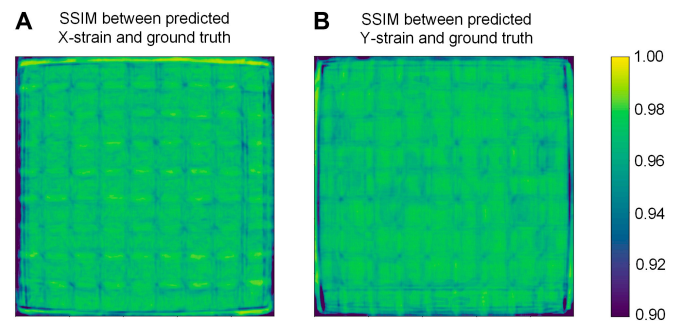 A
SSIM between predicted
X-strain and ground truth
B
SSIM between predicted
Y-strain and ground truth
1.00
0.98
0.96
0.94
0.92
0.90